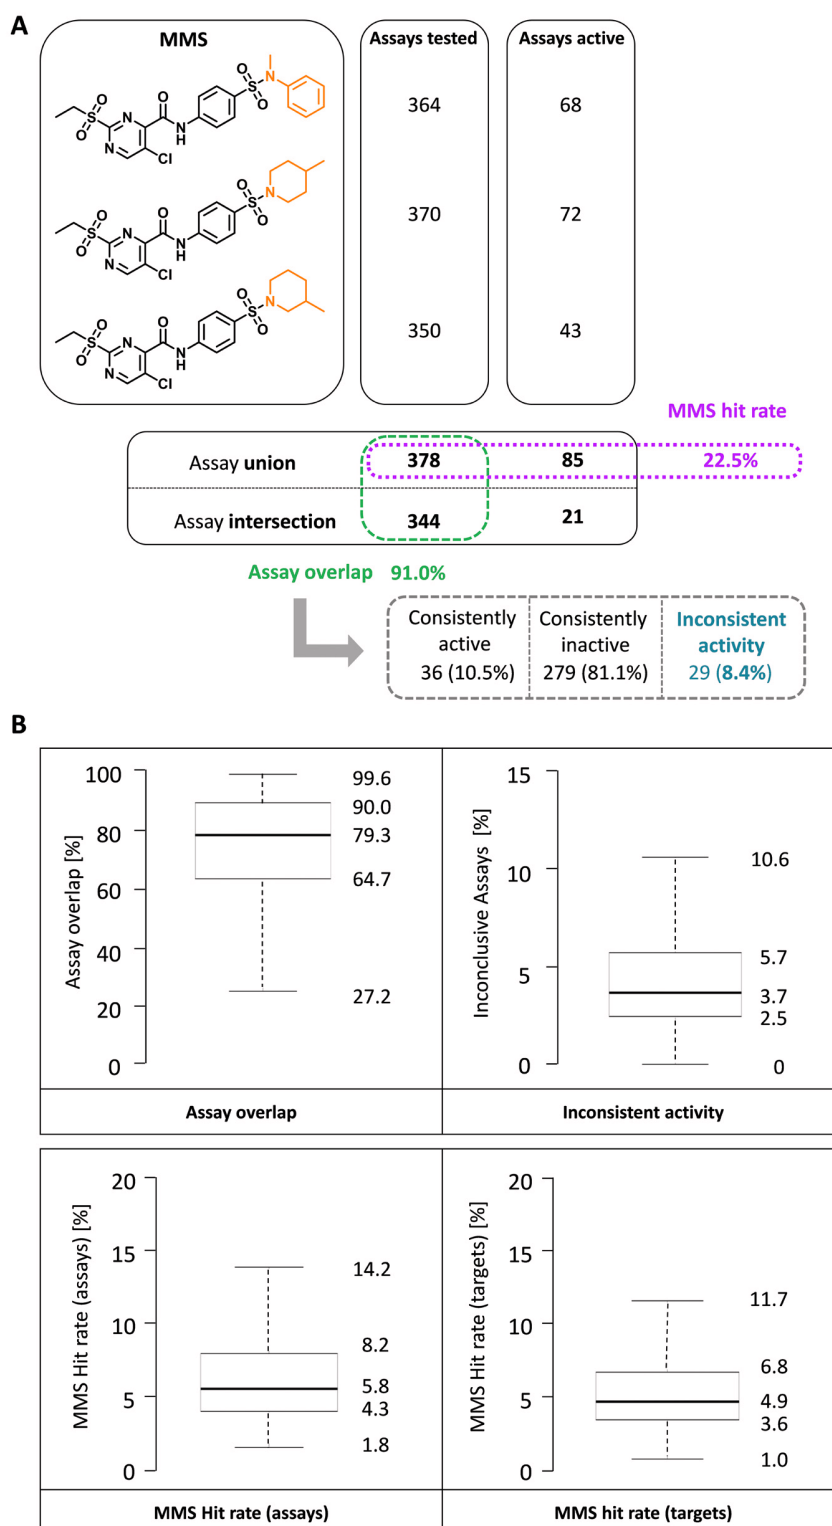 A
MMS
Assays tested
Assays active
364
68
370
72
350
43
MMS hit rate
Assay union
378
85
22.5%
Assay intersection
344
21
Assay overlap 91.0%
Consistently
active
36 (10.5%)
Consistently
inactive
279 (81.1%)
Inconsistent
activity
29 (8.4%)
B
Assay overlap [%]
100
80
60
40
20
0
99.6
90.0
79.3
64.7
27.2
Assay overlap
Inconclusive Assays [%]
15
10
5
0
10.6
5.7
3.7
2.5
0
Inconsistent activity
MMS Hit rate (assays) [%]
20
15
10
5
0
14.2
8.2
5.8
4.3
1.8
MMS Hit rate (assays)
MMS Hit rate (targets) [%]
20
15
10
5
0
11.7
6.8
4.9
3.6
1.0
MMS hit rate (targets)